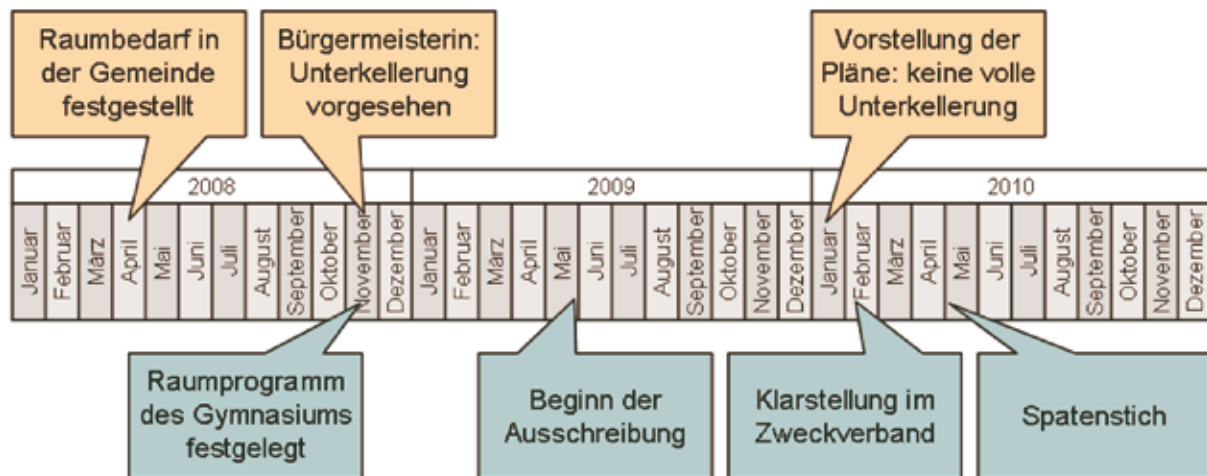 Raumbedarf in
der Gemeinde
festgestellt
Bürgermeisterin:
Unterkellerung
vorgesehen
Vorstellung der
Pläne: keine volle
Unterkellerung
2008
2009
2010
Januar
Februar
März
April
Mai
Juni
Juli
August
September
Oktober
November
Dezember
Januar
Februar
März
April
Mai
Juni
Juli
August
September
Oktober
November
Dezember
Januar
Februar
März
April
Mai
Juni
Juli
August
September
Oktober
November
Dezember
Raumprogramm
des Gymnasiums
festgelegt
Beginn der
Ausschreibung
Klarstellung im
Zweckverband
Spatenstich